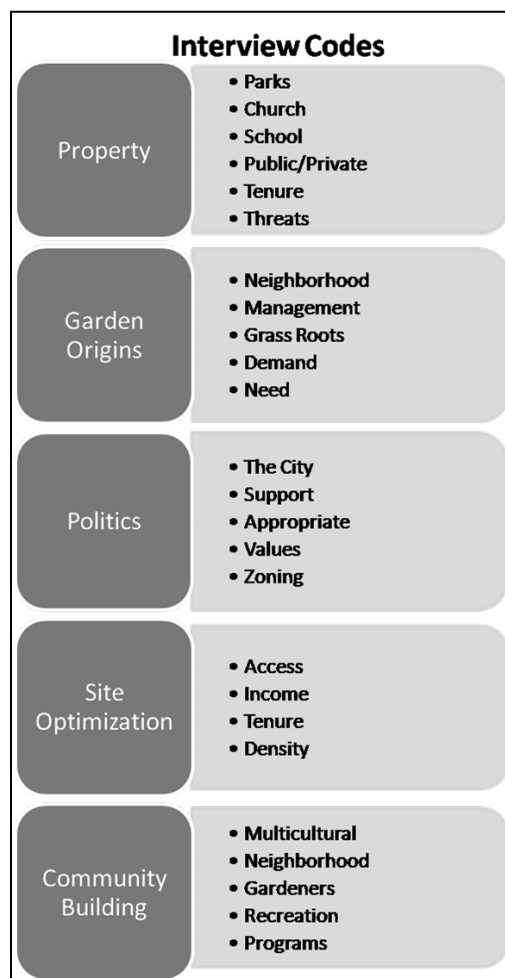 Interview Codes
Property
• Parks
• Church
• School
• Public/Private
• Tenure
• Threats
Garden
Origins
• Neighborhood
• Management
• Grass Roots
• Demand
• Need
Politics
• The City
• Support
• Appropriate
• Values
• Zoning
Site
Optimization
• Access
• Income
• Tenure
• Density
Community
Building
• Multicultural
• Neighborhood
• Gardeners
• Recreation
• Programs